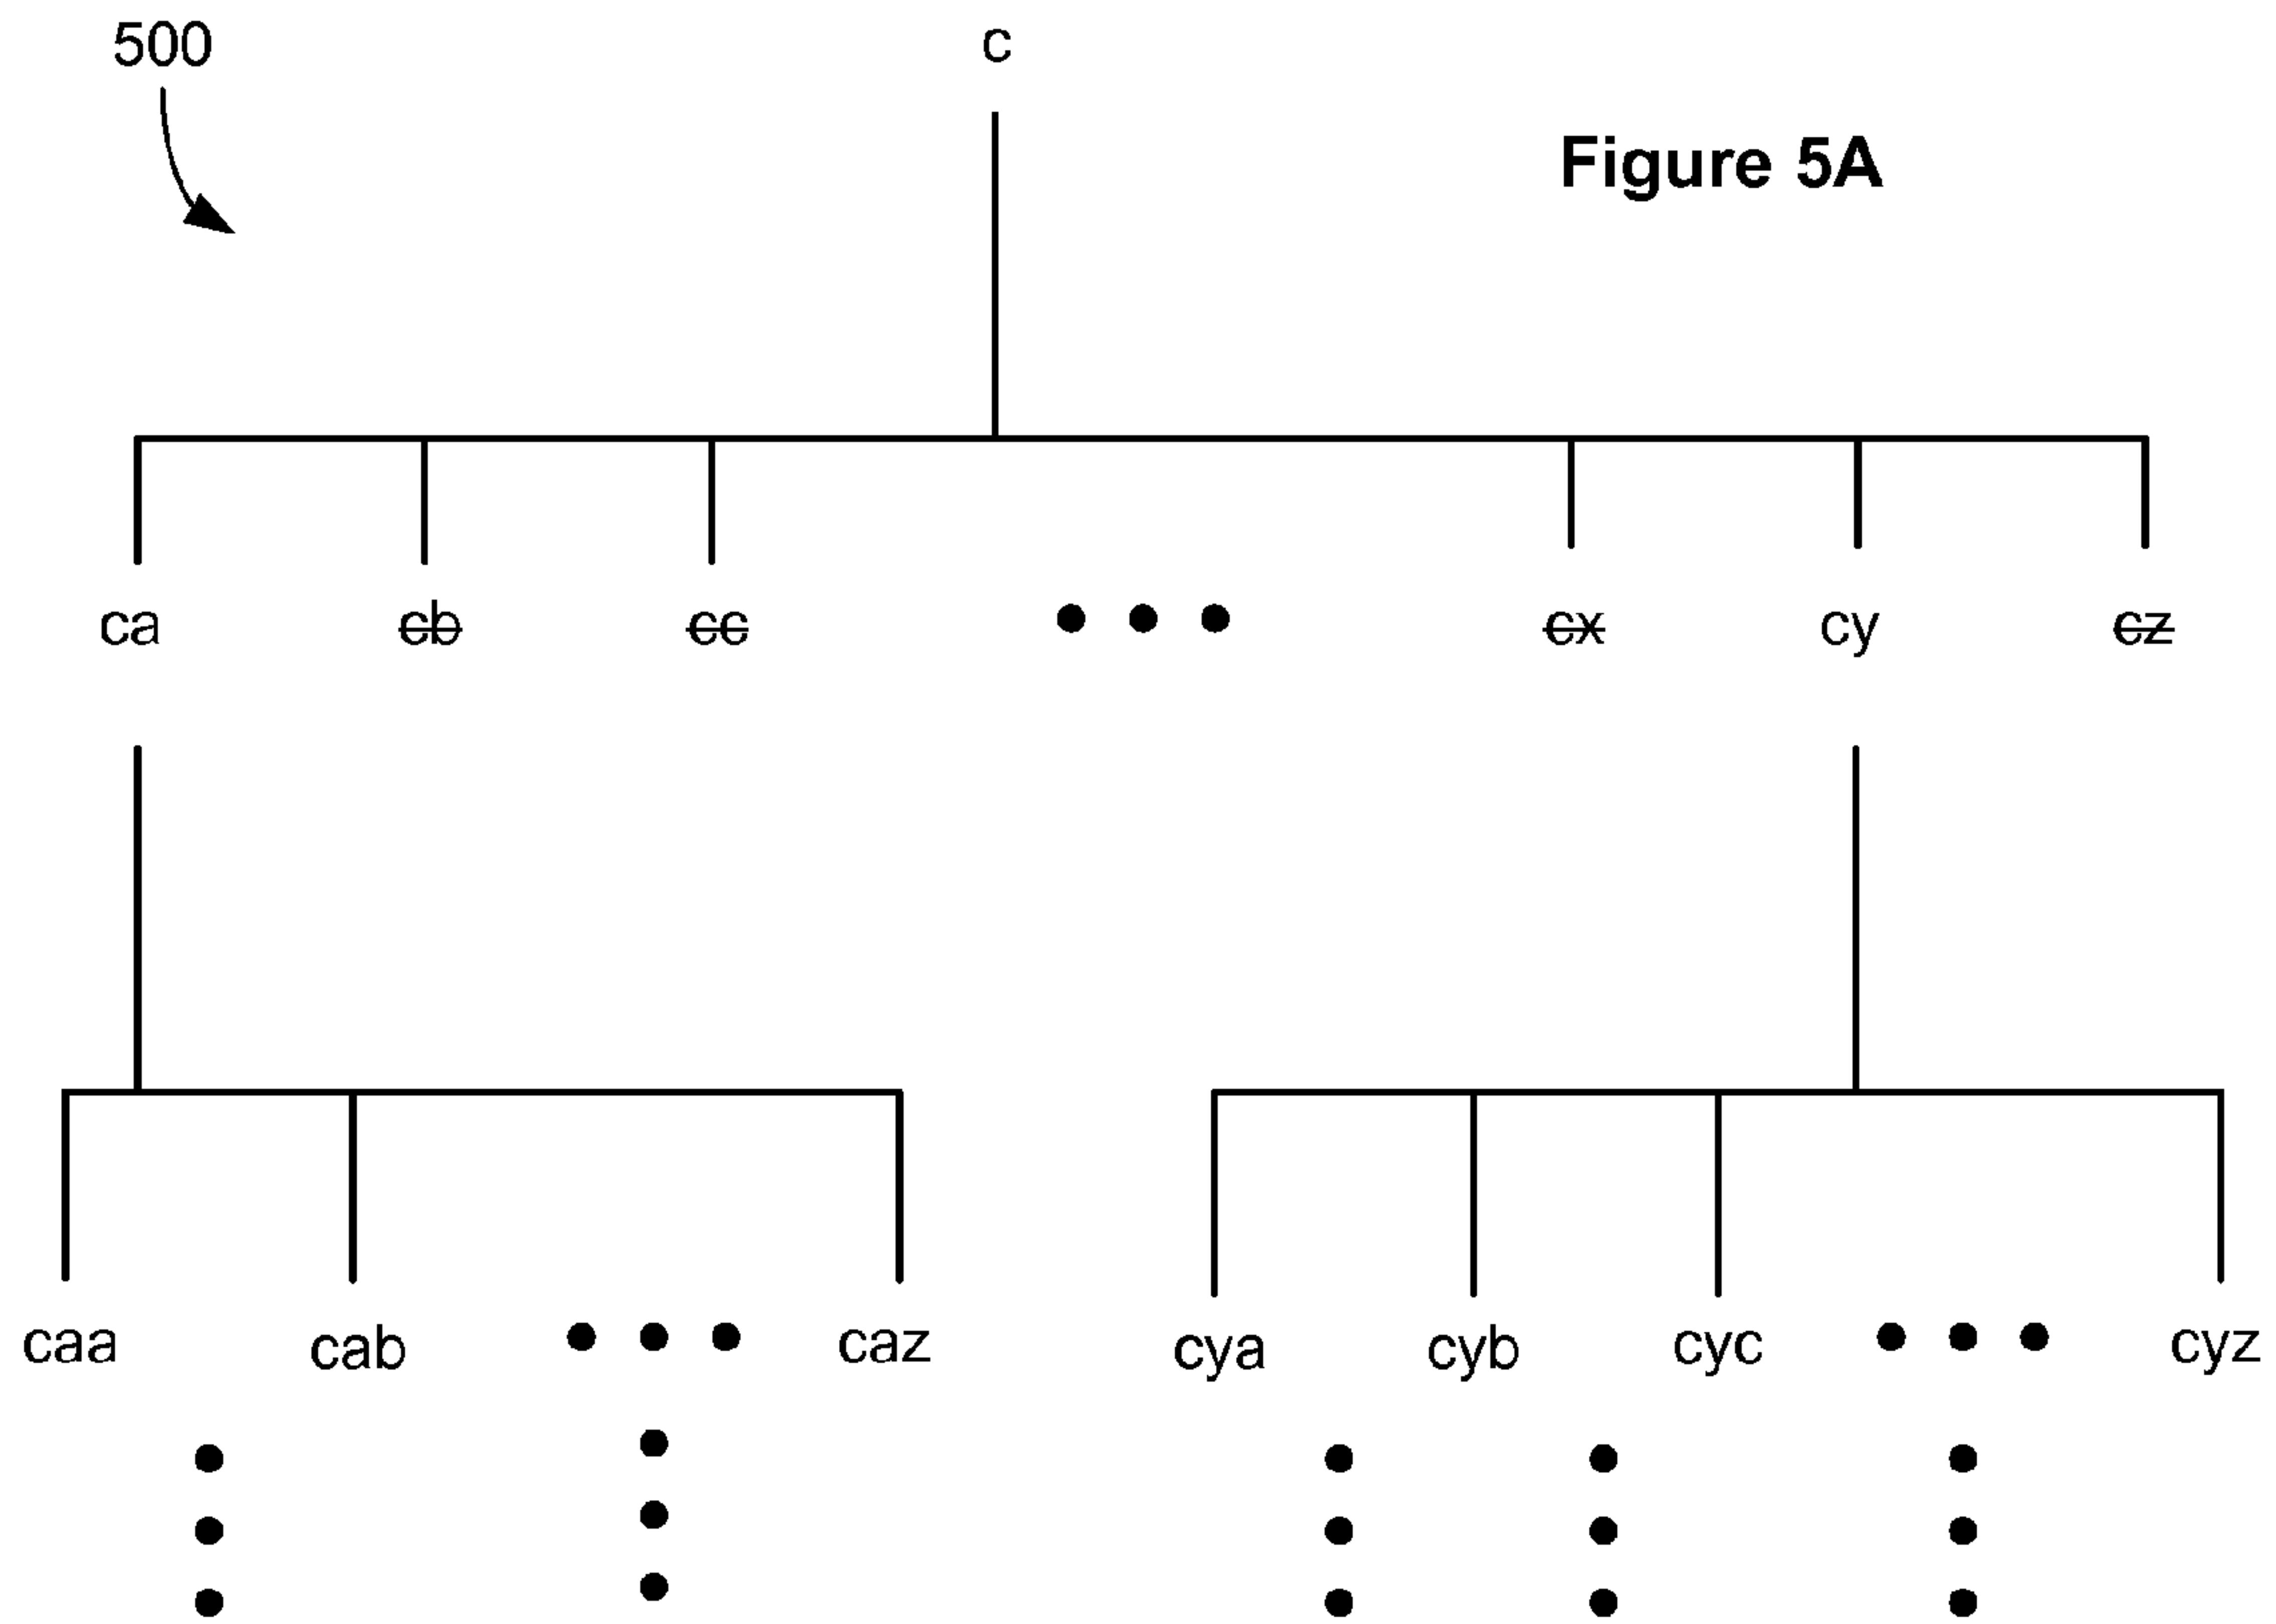 500 c
Figure 5A
ca cb cc • • • cx cy cz
caa cab • • • caz cya cyb cyc • • • cyz